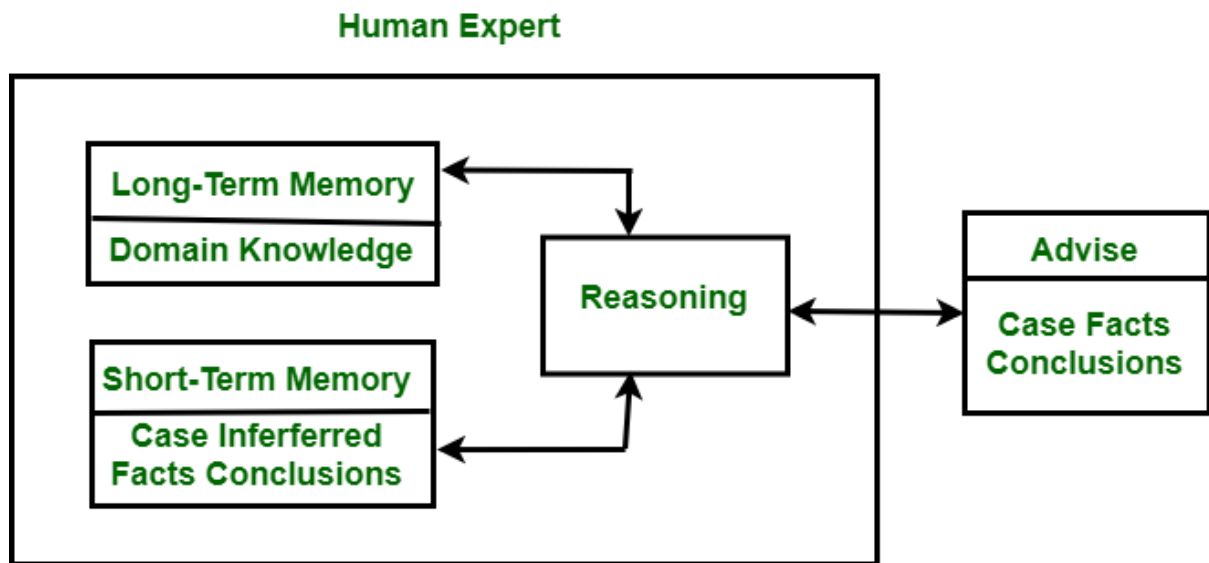 Human Expert
Long-Term Memory
Domain Knowledge
Reasoning
Short-Term Memory
Case Inferferred
Facts Conclusions
Advise
Case Facts
Conclusions